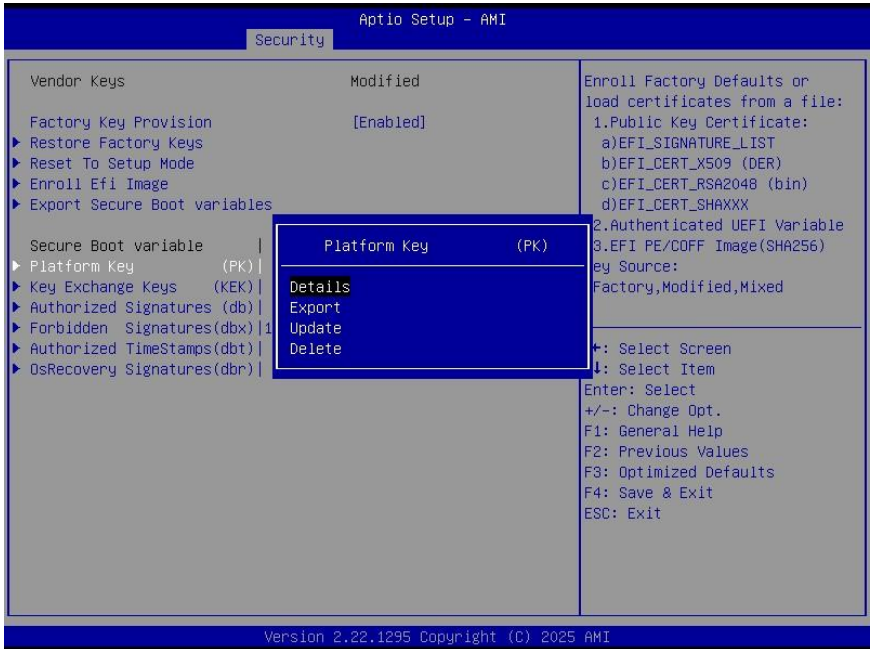 Aptio Setup - AMI
Security
Vendor Keys Modified
Factory Key Provision [Enabled]
Restore Factory Keys
Reset To Setup Mode
Enroll Efi Image
Export Secure Boot variables
Secure Boot variable |
Platform Key (PK)|
Key Exchange Keys (KEK)|
Authorized Signatures (db)|
Forbidden Signatures(dbx)|1
Authorized TimeStamps(dbt)|
OsRecovery Signatures(dbr)|
Platform Key (PK)
Details
Export
Update
Delete
Enroll Factory Defaults or
load certificates from a file:
1.Public Key Certificate:
a)EFI_SIGNATURE_LIST
b)EFI_CERT_X509 (DER)
c)EFI_CERT_RSA2048 (bin)
d)EFI_CERT_SHAXXX
2.Authenticated UEFI Variable
3.EFI PE/COFF Image(SHA256)
ey Source:
Factory,Modified,Mixed
: Select Screen
: Select Item
Enter: Select
+/-: Change Opt.
F1: General Help
F2: Previous Values
F3: Optimized Defaults
F4: Save & Exit
ESC: Exit
Version 2.22.1295 Copyright (C) 2025 AMI